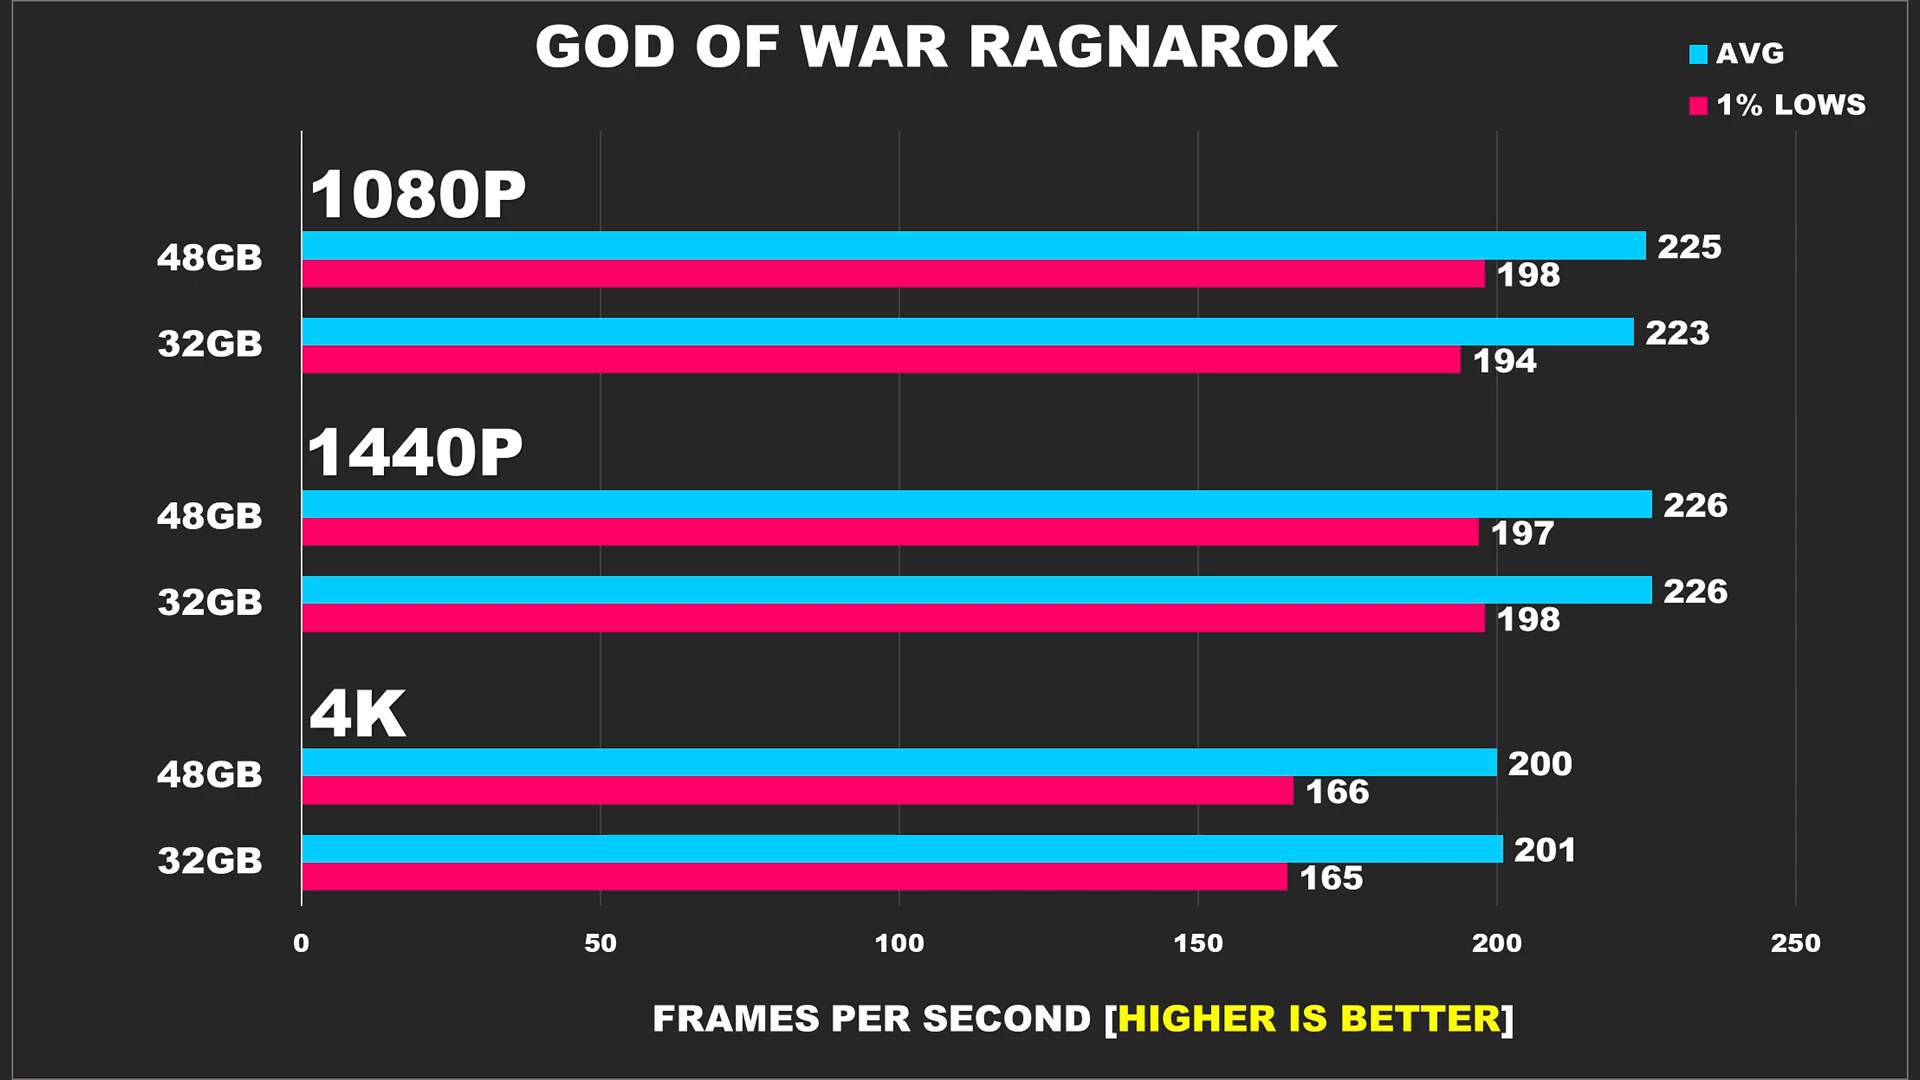 GOD OF WAR RAGNAROK
AVG
1% LOWS
1080P
48GB
225
198
32GB
223
194
1440P
48GB
226
197
32GB
226
198
4K
48GB
200
166
32GB
201
165
0 50 100 150 200 250
FRAMES PER SECOND [HIGHER IS BETTER]